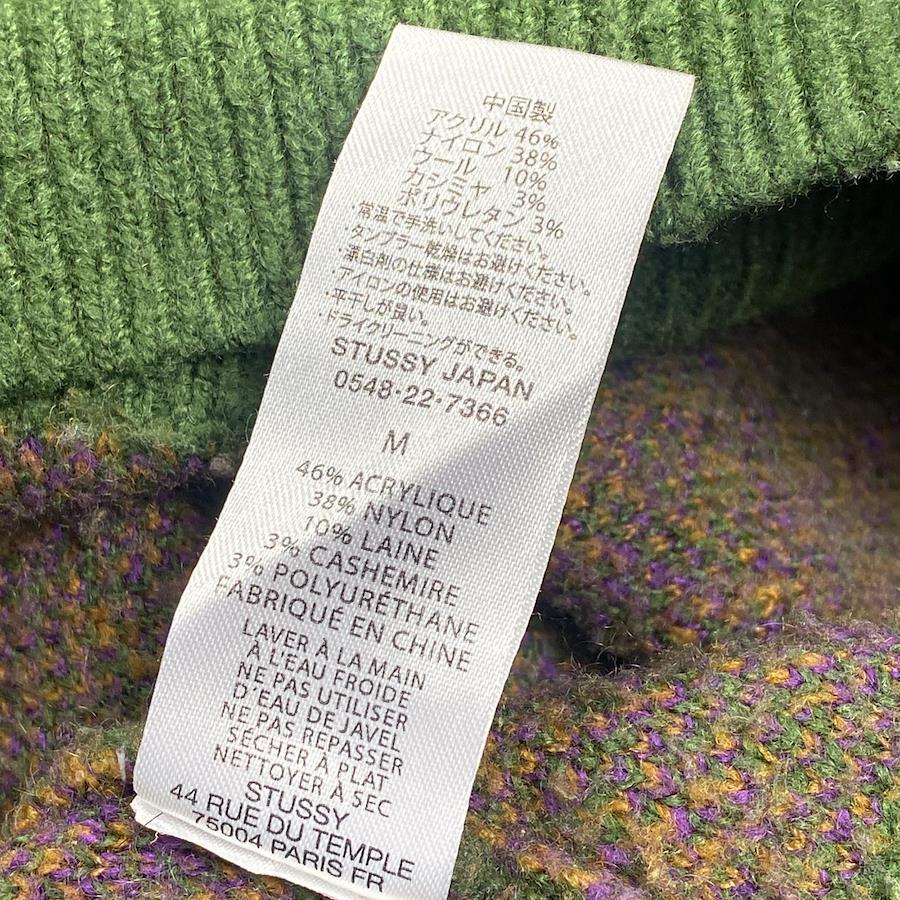 中国製
アクリル 46%
ナイロン 38%
ウール 10%
カシミヤ 3%
ポリウレタン 3%
・常温で手洗いしてください。
・タンブラー乾燥はお避けください。
・漂白剤の仕様はお避けください。
・アイロンの使用はお避けください。
・平干しが良い。
・ドライクリーニングができる。
STUSSY JAPAN
0548・22・7366
M
46% ACRYLIQUE
38% NYLON
10% LAINE
3% CASHEMIRE
3% POLYURÉTHANE
FABRIQUÉ EN CHINE
LAVER À LA MAIN
À L'EAU FROIDE
NE PAS UTILISER
D'EAU DE JAVEL
NE PAS REPASSER
SÉCHER À PLAT
NETTOYER À SEC
STUSSY
44 RUE DU TEMPLE
75004 PARIS FR